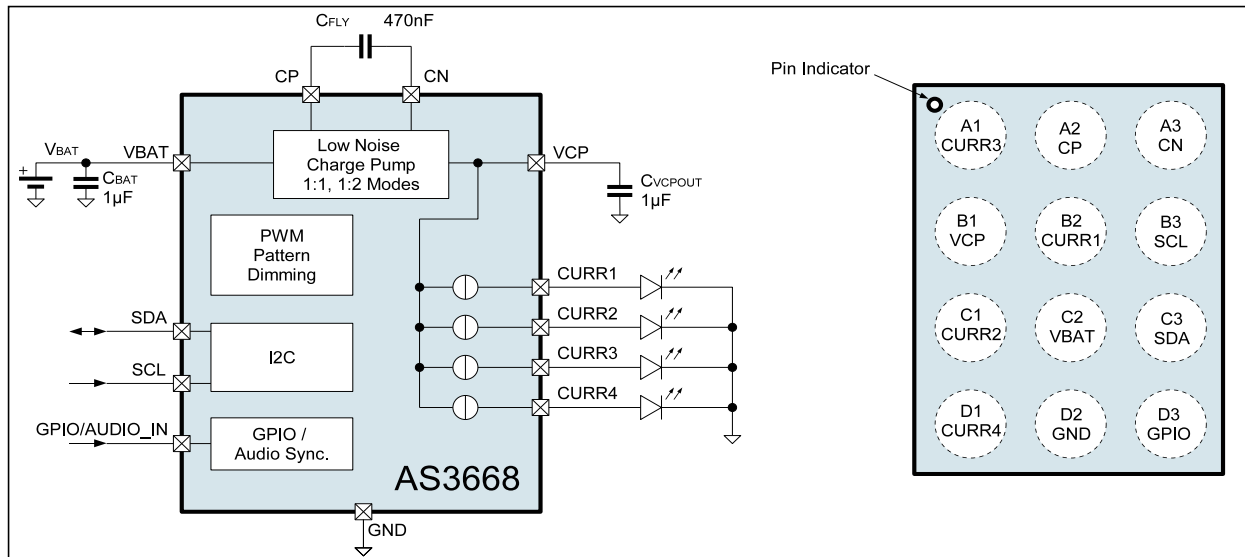 CFLY 470nF
CP
CN
VBAT
VBAT
+
CBAT
1µF
Low Noise
Charge Pump
1:1, 1:2 Modes
VCP
CVCPOUT
1µF
PWM
Pattern
Dimming
SDA
SCL
I2C
GPIO/AUDIO_IN
GPIO /
Audio Sync.
CURR1
CURR2
CURR3
CURR4
AS3668
GND
Pin Indicator
A1
CURR3
A2
CP
A3
CN
B1
VCP
B2
CURR1
B3
SCL
C1
CURR2
C2
VBAT
C3
SDA
D1
CURR4
D2
GND
D3
GPIO